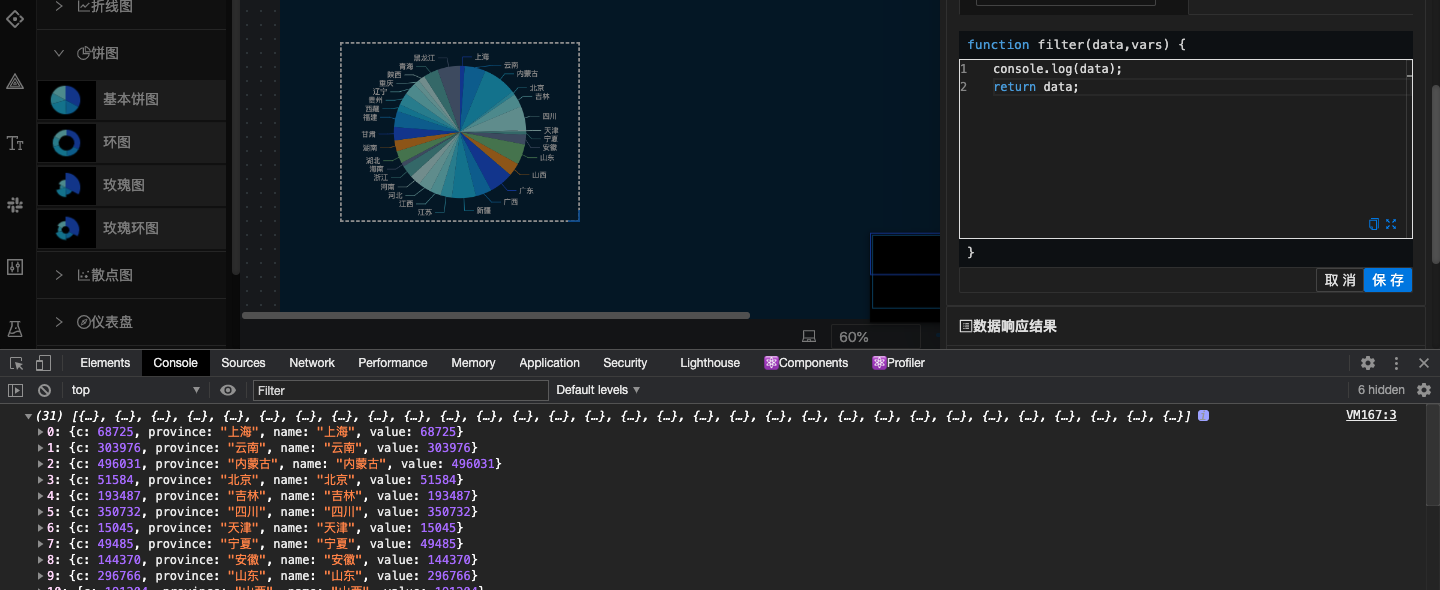 折线图
饼图
基本饼图
环图
玫瑰图
玫瑰环图
散点图
仪表盘
黑龙江
青海
陕西
重庆
辽宁
贵州
西藏
福建
甘肃
湖南
湖北
海南
浙江
河南
河北
江西
江苏
上海
云南
内蒙古
北京
吉林
四川
天津
宁夏
安徽
山东
山西
广东
广西
新疆
60%
function filter(data,vars) {
1 console.log(data);
2 return data;
}
取 消 保 存
数据响应结果
Elements Console Sources Network Performance Memory Application Security Lighthouse ⚛Components ⚛Profiler
top Filter Default levels 6 hidden
(31) [{…}, {…}, {…}, {…}, {…}, {…}, {…}, {…}, {…}, {…}, {…}, {…}, {…}, {…}, {…}, {…}, {…}, {…}, {…}, {…}, {…}, {…}, {…}, {…}, {…}, {…}, {…}, {…}, {…}, {…}, {…}] VM167:3
0: {c: 68725, province: "上海", name: "上海", value: 68725}
1: {c: 303976, province: "云南", name: "云南", value: 303976}
2: {c: 496031, province: "内蒙古", name: "内蒙古", value: 496031}
3: {c: 51584, province: "北京", name: "北京", value: 51584}
4: {c: 193487, province: "吉林", name: "吉林", value: 193487}
5: {c: 350732, province: "四川", name: "四川", value: 350732}
6: {c: 15045, province: "天津", name: "天津", value: 15045}
7: {c: 49485, province: "宁夏", name: "宁夏", value: 49485}
8: {c: 144370, province: "安徽", name: "安徽", value: 144370}
9: {c: 296766, province: "山东", name: "山东", value: 296766}